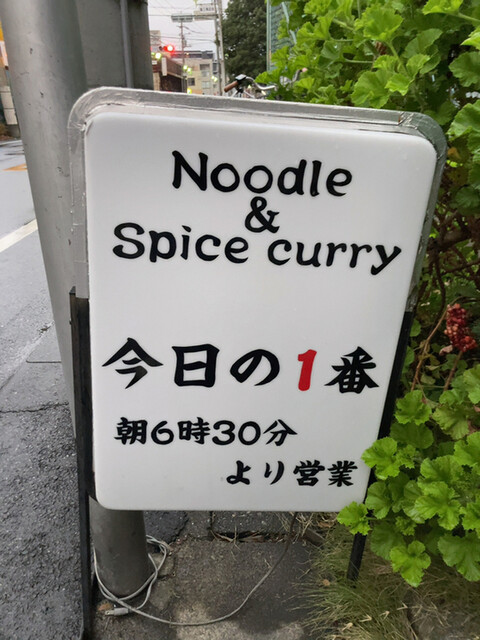 Noodle
&
Spice curry
今日の1番
朝6時30分
より営業